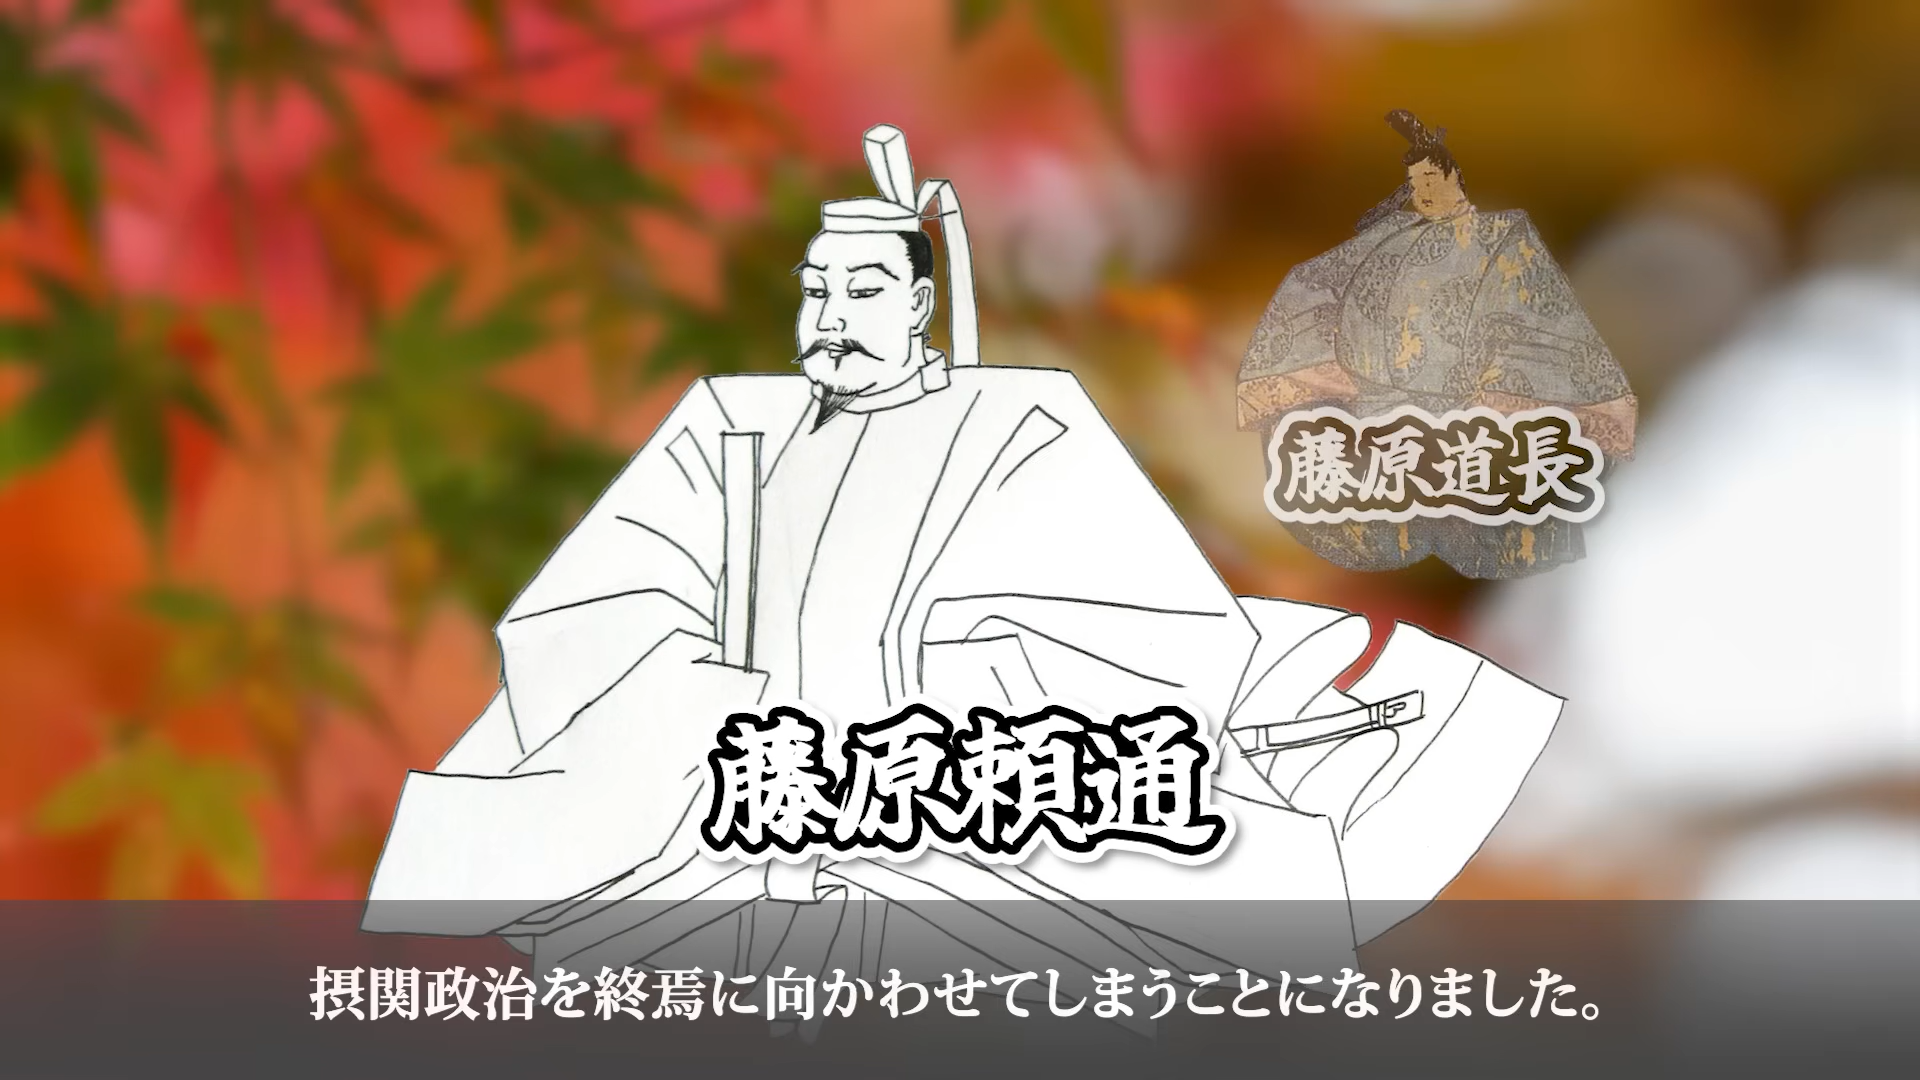 藤原道長
藤原頼通
摂関政治を終焉に向かわせてしまうことになりました。